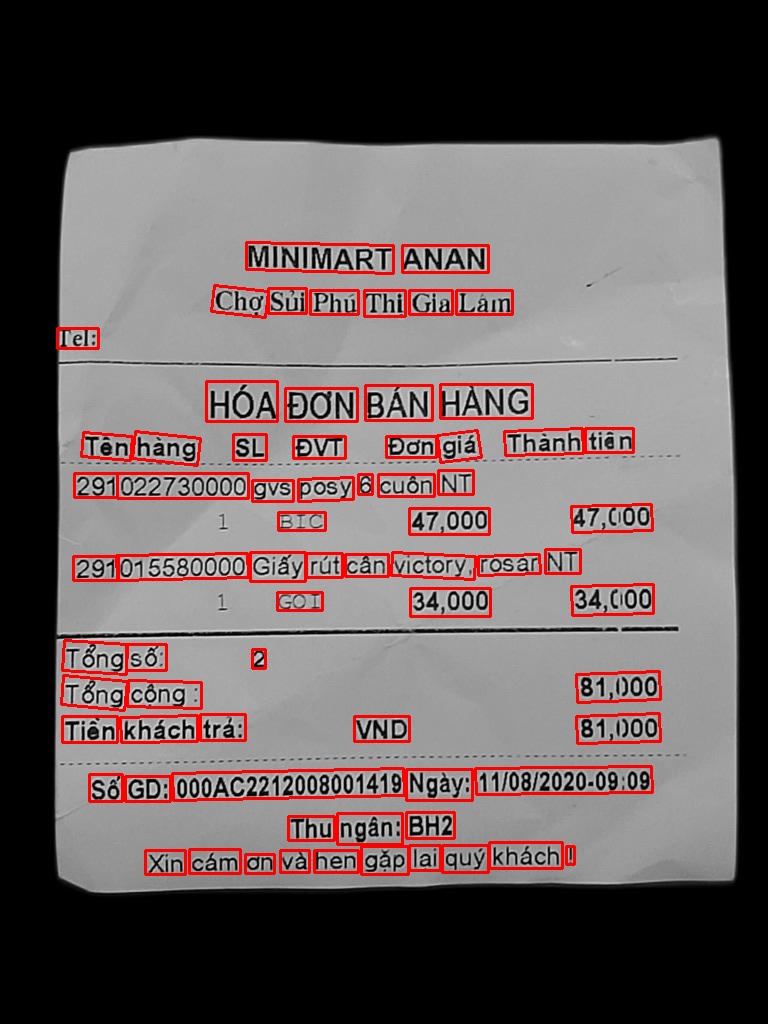 MINIMART ANAN
Chợ Sủi Phú Thị Gia Lâm
Tel:
HÓA ĐƠN BÁN HÀNG
Tên hàng SL ĐVT Đơn giá Thành tiền
291022730000 gvs posy 6 cuôn NT
1 BIC 47,000 47,000
291015580000 Giấy rút cân victory, rosar NT
1 GOI 34,000 34,000
Tổng số: 2
Tổng cộng : 81,000
Tiền khách trả: VND 81,000
Số GD: 000AC2212008001419 Ngày: 11/08/2020-09:09
Thu ngân: BH2
Xin cám ơn và hen gặp lai quý khách !